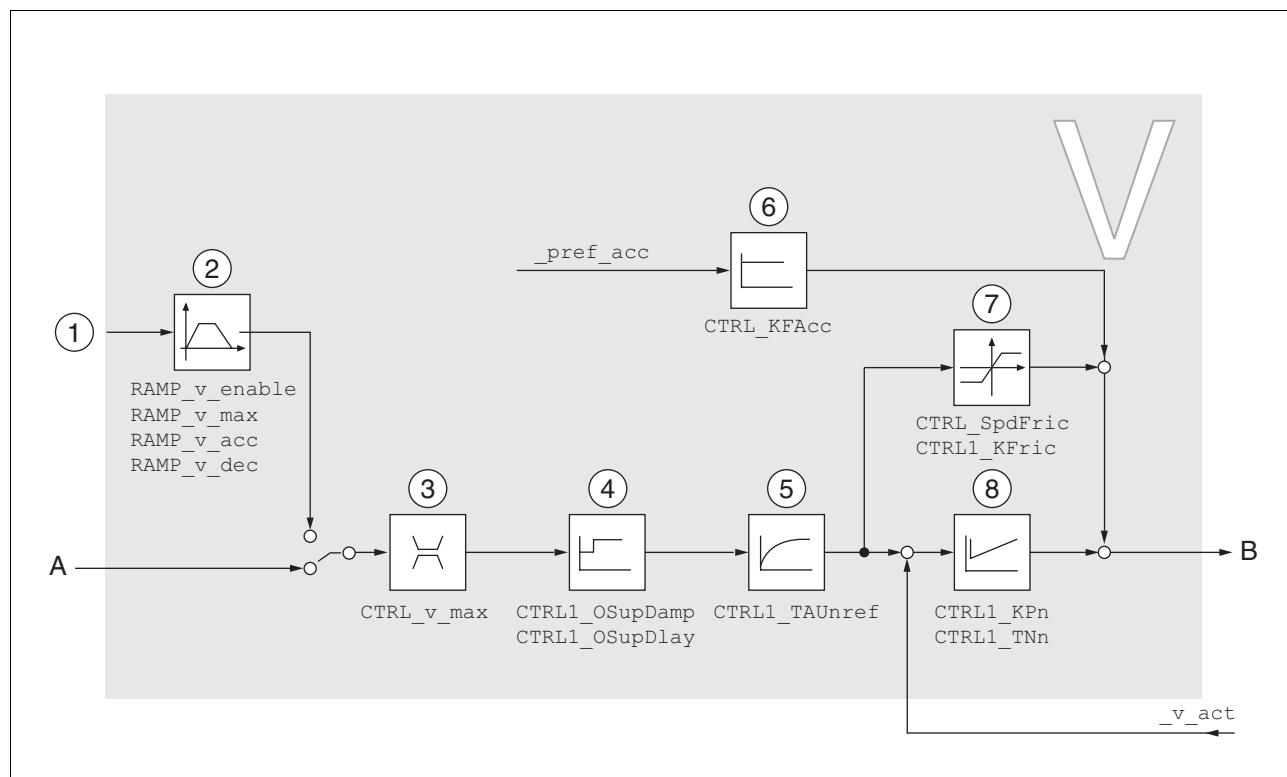 V
6
_pref_acc
CTRL_KFAcc
2
1
RAMP_v_enable
RAMP_v_max
RAMP_v_acc
RAMP_v_dec
7
CTRL_SpdFric
CTRL1_KFric
3
4
5
8
A
B
CTRL_v_max
CTRL1_OSupDamp
CTRL1_OSupDlay
CTRL1_TAUnref
CTRL1_KPn
CTRL1_TNn
_v_act